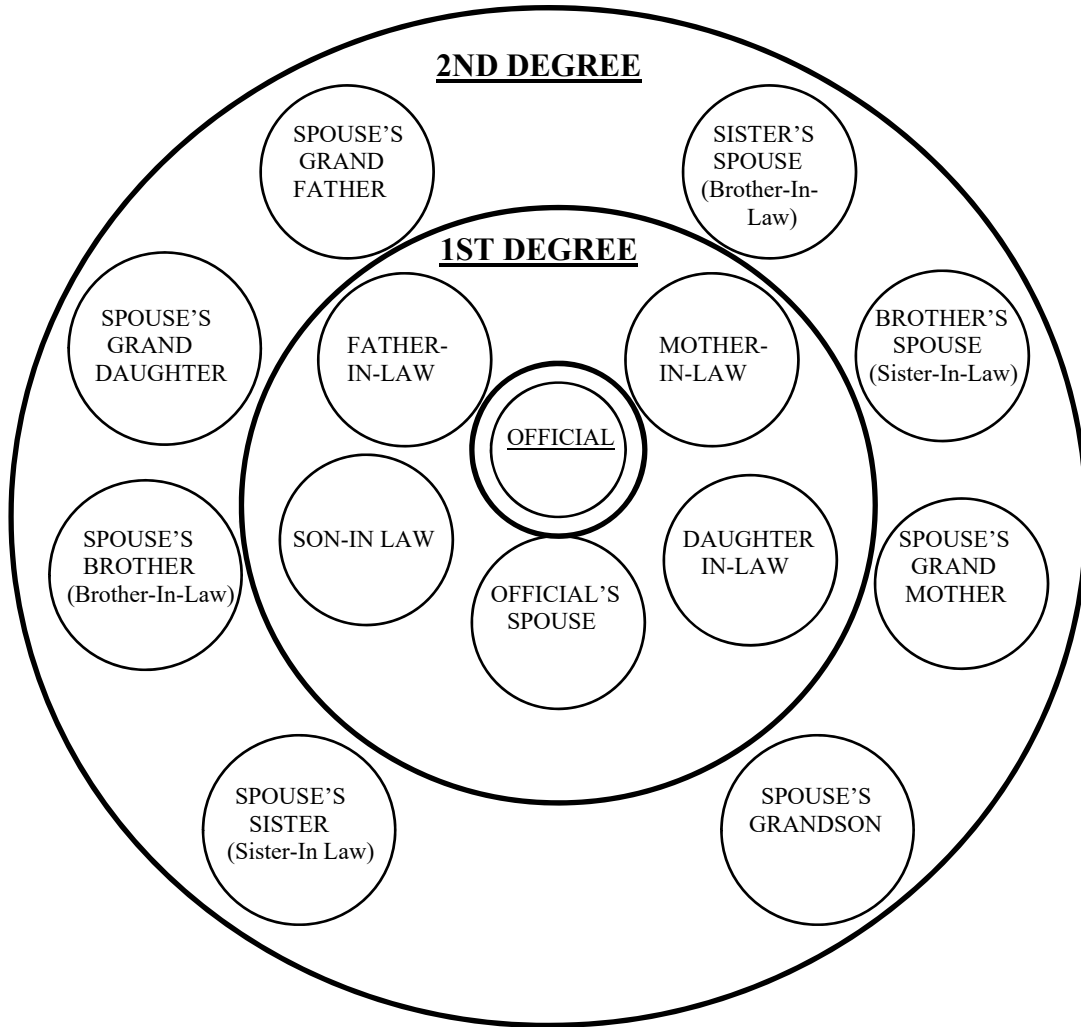 2ND DEGREE
SPOUSE’S
GRAND
FATHER
SISTER’S
SPOUSE
(Brother-In-
Law)
1ST DEGREE
SPOUSE’S
GRAND
DAUGHTER
FATHER-
IN-LAW
MOTHER-
IN-LAW
BROTHER’S
SPOUSE
(Sister-In-Law)
OFFICIAL
SPOUSE’S
BROTHER
(Brother-In-Law)
SON-IN LAW
OFFICIAL’S
SPOUSE
DAUGHTER
IN-LAW
SPOUSE’S
GRAND
MOTHER
SPOUSE’S
SISTER
(Sister-In Law)
SPOUSE’S
GRANDSON